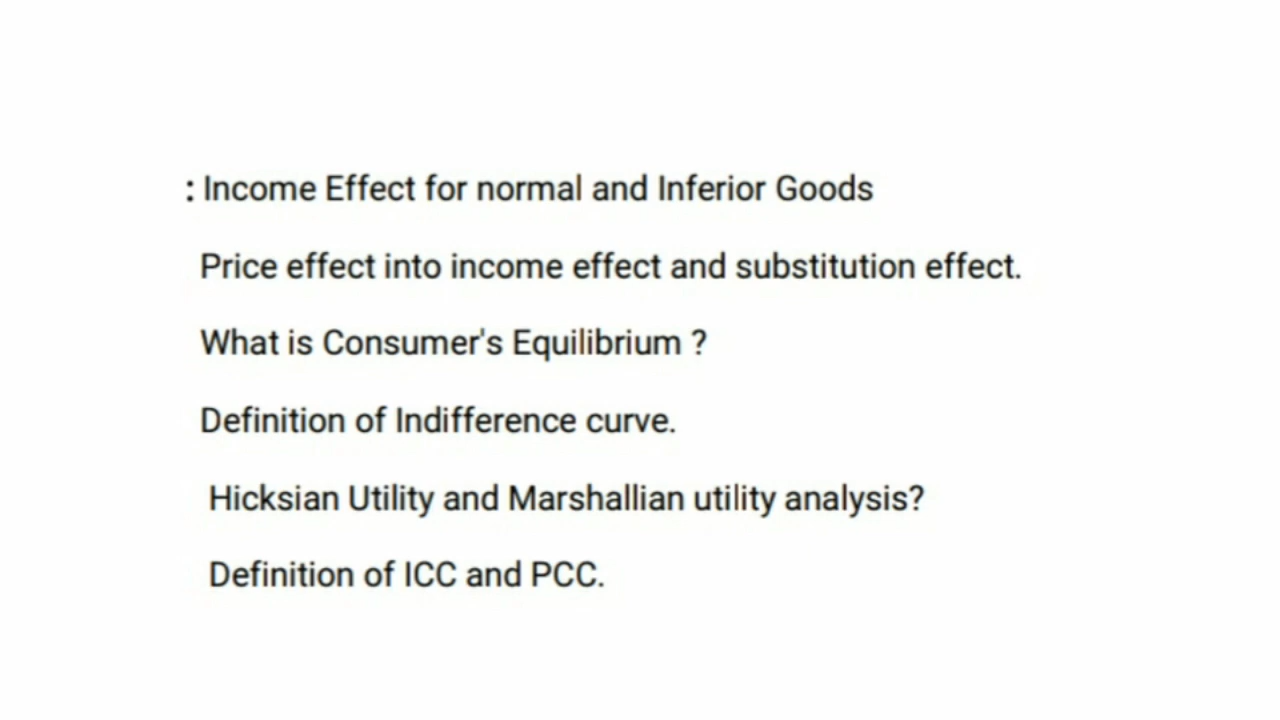 : Income Effect for normal and Inferior Goods
Price effect into income effect and substitution effect.
What is Consumer's Equilibrium ?
Definition of Indifference curve.
Hicksian Utility and Marshallian utility analysis?
Definition of ICC and PCC.